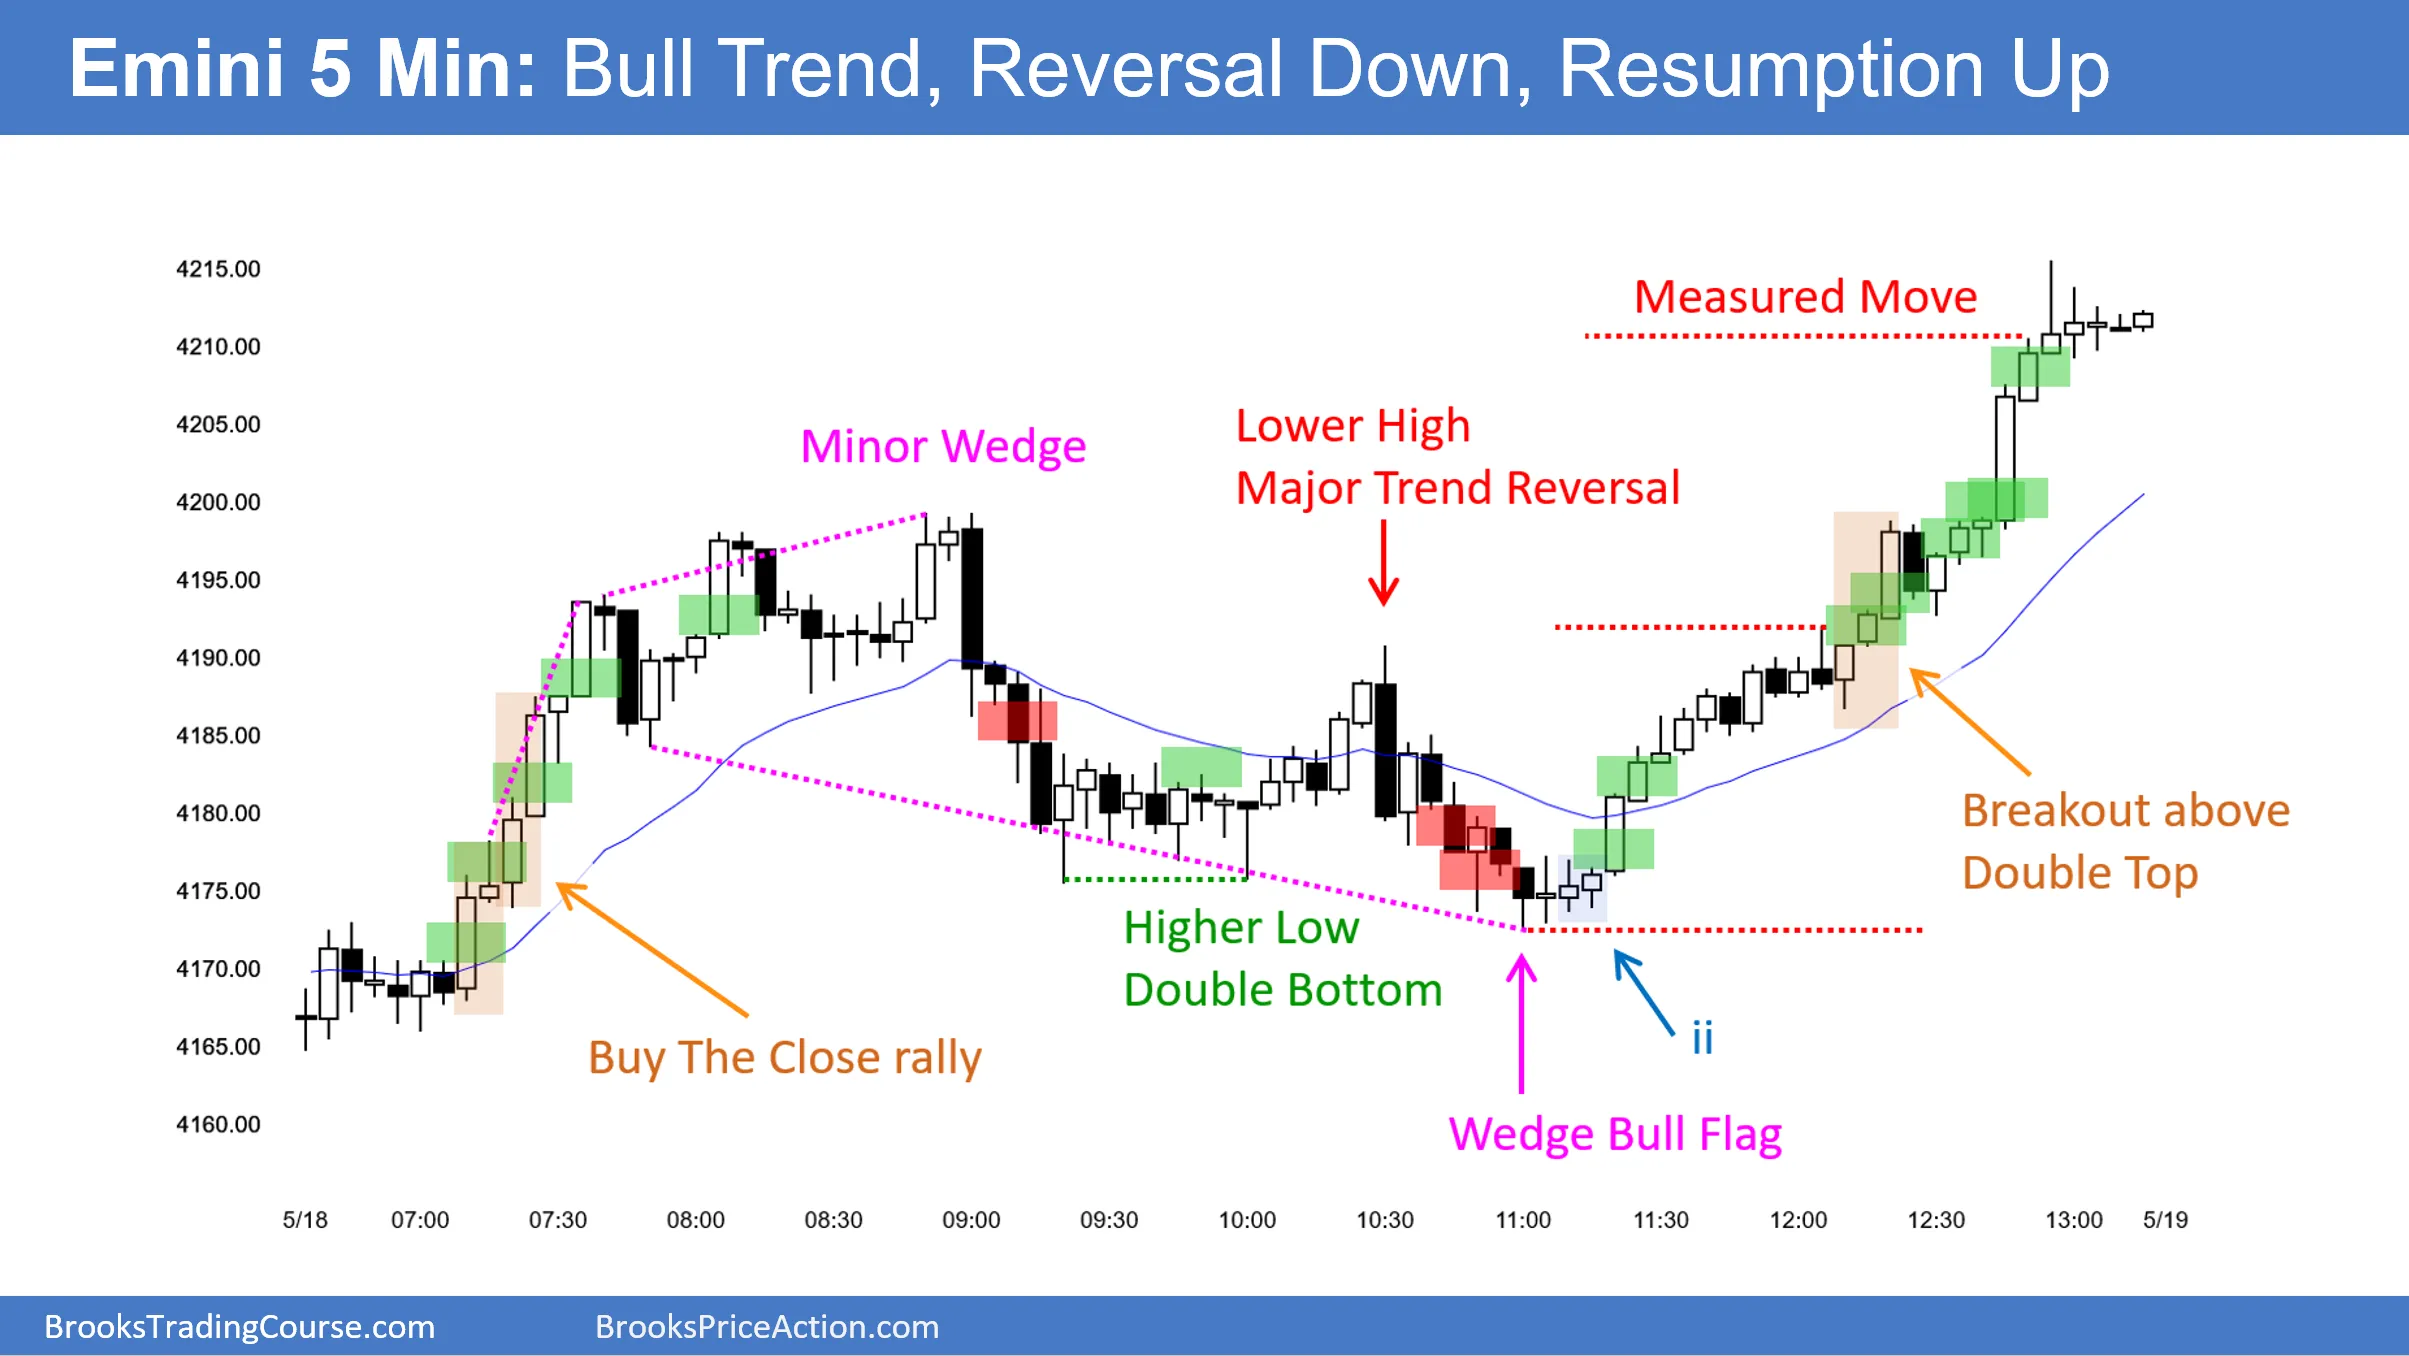 Emini 5 Min: Bull Trend, Reversal Down, Resumption Up
4215.00
4210.00
4205.00
4200.00
4195.00
4190.00
4185.00
4180.00
4175.00
4170.00
4165.00
4160.00
Measured Move
Minor Wedge
Lower High
Major Trend Reversal
Breakout above
Double Top
Higher Low
Double Bottom
Buy The Close rally
ii
Wedge Bull Flag
5/18 07:00 07:30 08:00 08:30 09:00 09:30 10:00 10:30 11:00 11:30 12:00 12:30 13:00 5/19
BrooksTradingCourse.com BrooksPriceAction.com